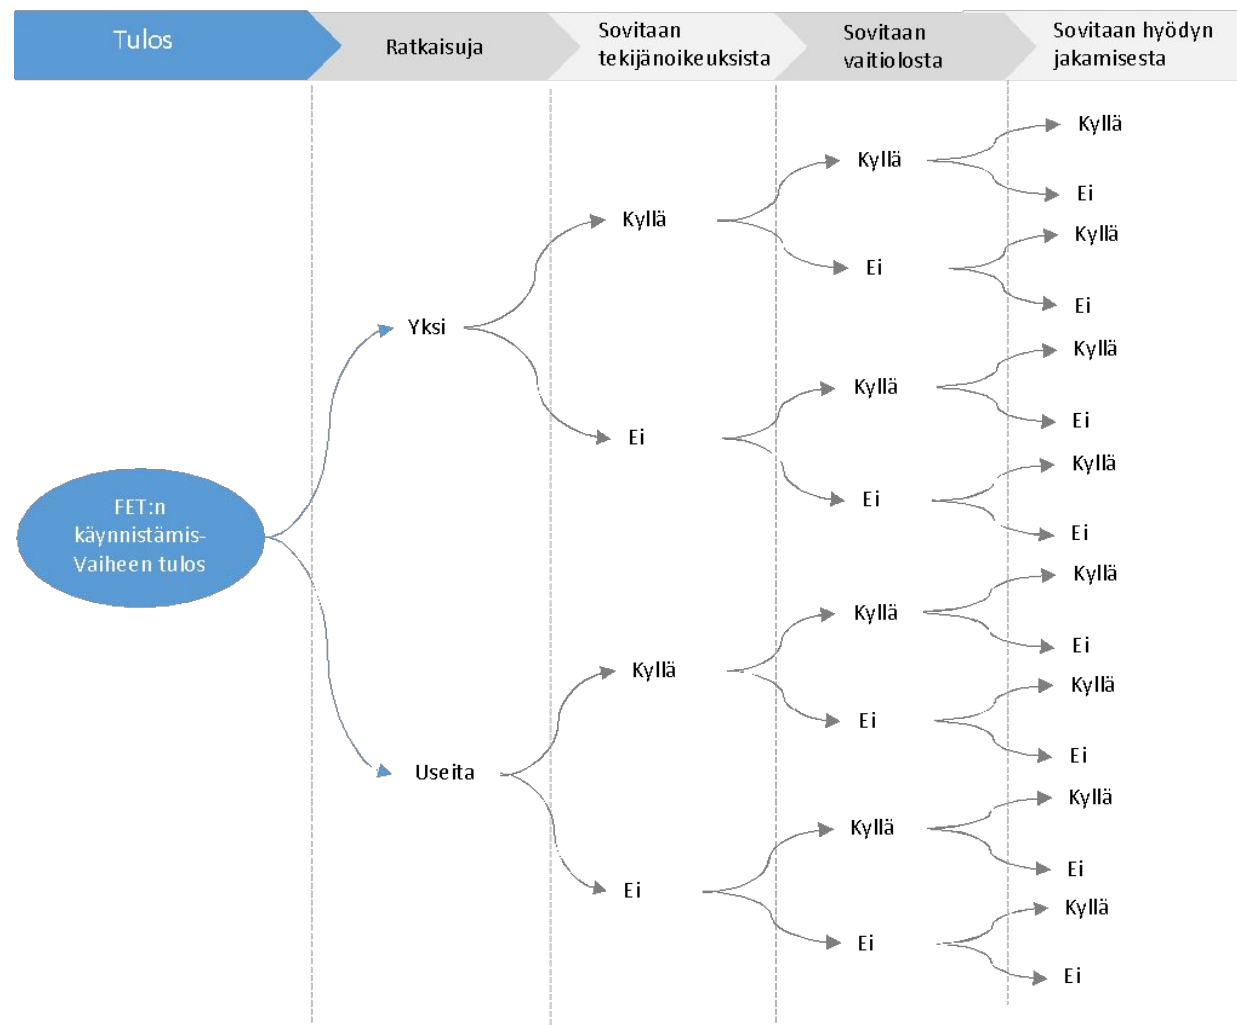 Tulos
Ratkaisuja
Sovitaan
tekijänoikeuksista
Sovitaan
vaitiolosta
Sovitaan hyödyn
jakamisesta
FET:n
käynnistämis-
Vaiheen tulos
Yksi
Useita
Kyllä
Ei
Kyllä
Ei
Kyllä
Ei
Kyllä
Ei
Kyllä
Ei
Kyllä
Ei
Kyllä
Ei
Kyllä
Ei
Kyllä
Ei
Kyllä
Ei
Kyllä
Ei
Kyllä
Ei
Kyllä
Ei
Kyllä
Ei